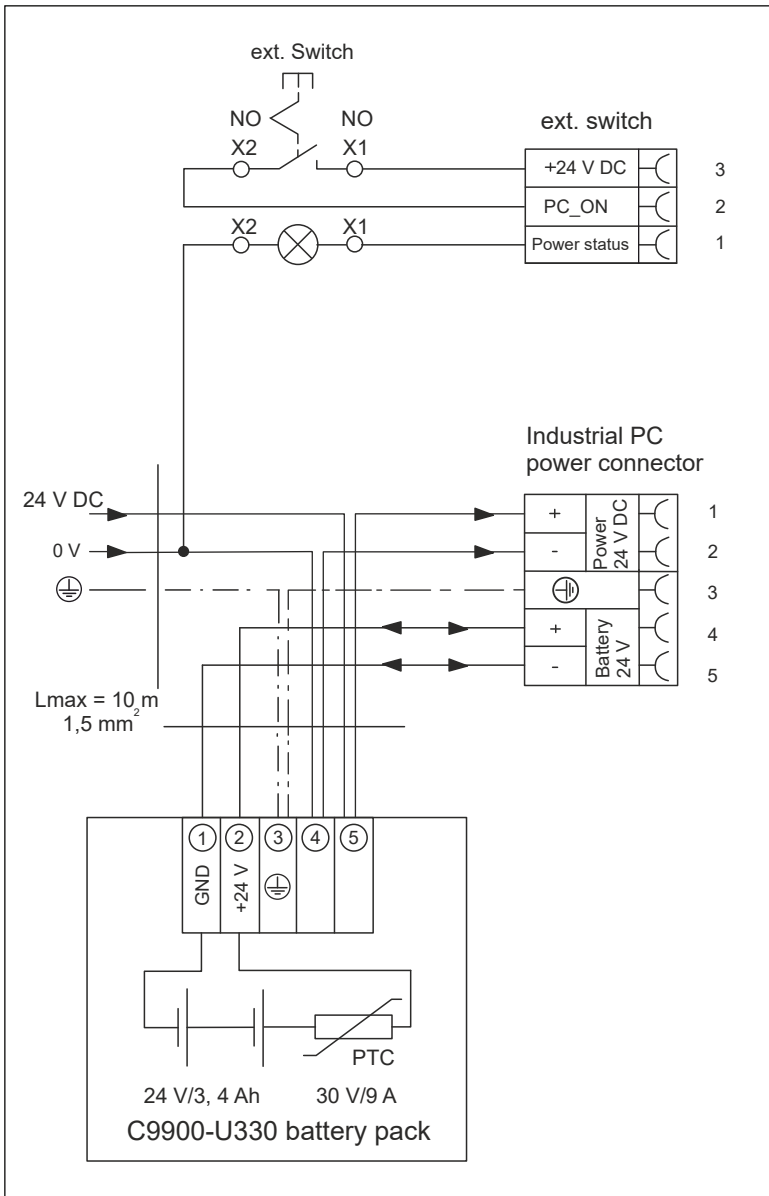 ext. Switch
NO
NO
X2
X1
ext. switch
+24 V DC
3
PC_ON
2
X2
X1
Power status
1
Industrial PC
power connector
24 V DC
+
Power
24 V DC
1
0 V
-
2
3
+
Battery
24 V
4
-
5
Lmax = 10 m
1,5 mm²
1
2
3
4
5
GND
+24 V
PTC
24 V/3, 4 Ah
30 V/9 A
C9900-U330 battery pack